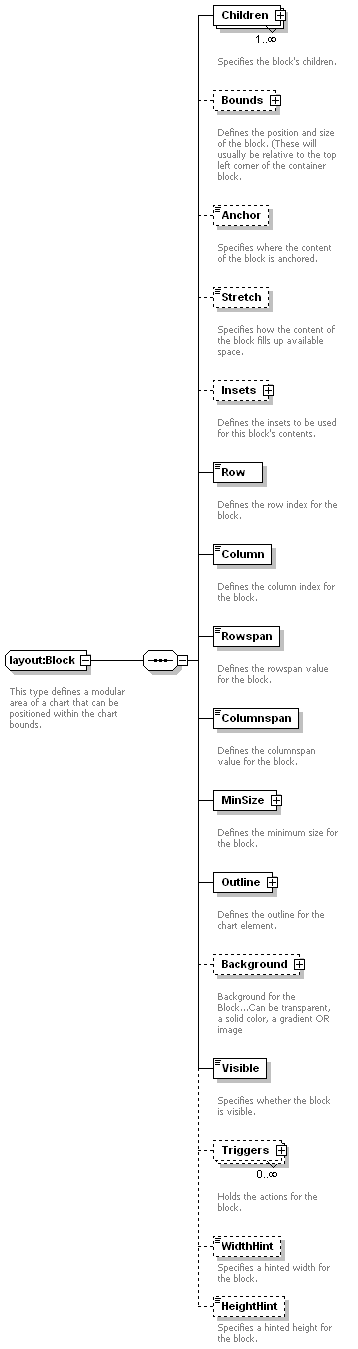 Children
1..∞
Specifies the block's children.
Bounds
Defines the position and size
of the block. (These will
usually be relative to the top
left corner of the container
block.
Anchor
Specifies where the content
of the block is anchored.
Stretch
Specifies how the content of
the block fills up available
space.
Insets
Defines the insets to be used
for this block's contents.
Row
Defines the row index for the
block.
Column
Defines the column index for
the block.
Rowspan
Defines the rowspan value
for the block.
layout:Block
This type defines a modular
area of a chart that can be
positioned within the chart
bounds.
Columnspan
Defines the columnspan
value for the block.
MinSize
Defines the minimum size for
the block.
Outline
Defines the outline for the
chart element.
Background
Background for the
Block...Can be transparent,
a solid color, a gradient OR
image
Visible
Specifies whether the block
is visible.
Triggers
0..∞
Holds the actions for the
block.
WidthHint
Specifies a hinted width for
the block.
HeightHint
Specifies a hinted height for
the block.